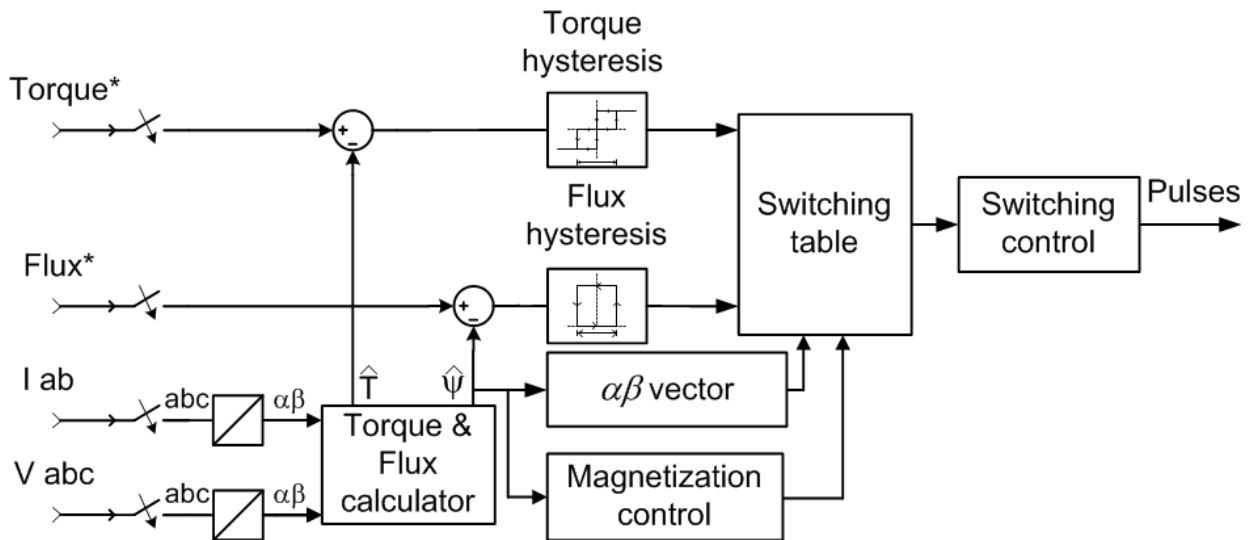 Torque
hysteresis
Torque*
+
−
Flux
hysteresis
Switching
table
Switching
control
Pulses
Flux*
+
−
I ab
abc
αβ
T̂
ψ̂
αβ vector
Torque &
Flux
calculator
V abc
abc
αβ
Magnetization
control